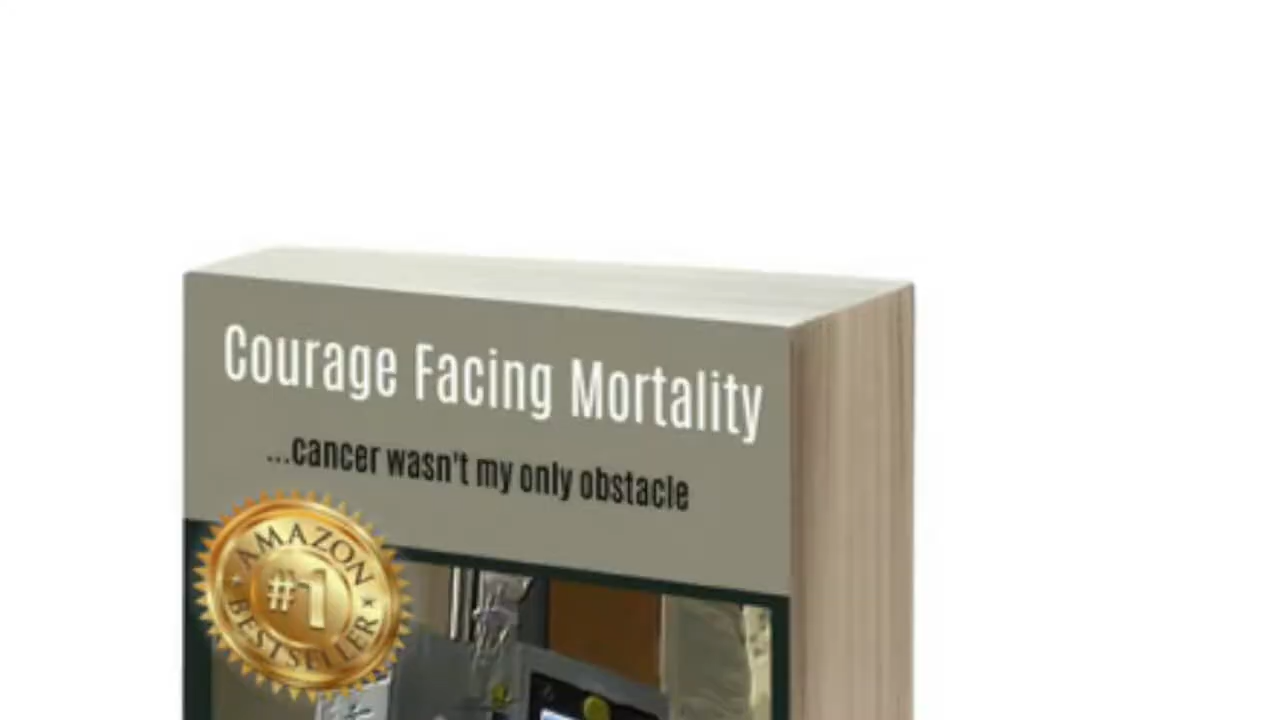 Courage Facing Mortality
...cancer wasn't my only obstacle
AMAZON
#1
BESTSELLER